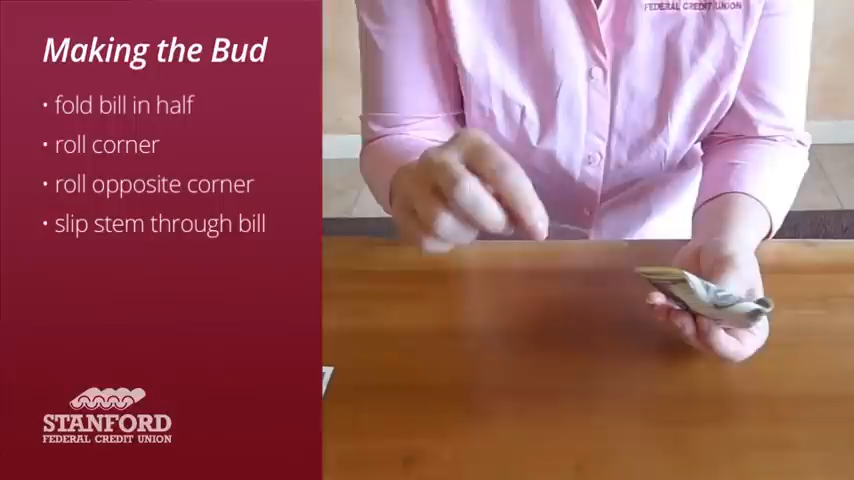 Making the Bud
• fold bill in half
• roll corner
• roll opposite corner
• slip stem through bill
STANFORD
FEDERAL CREDIT UNION
FEDERAL CREDIT UNION